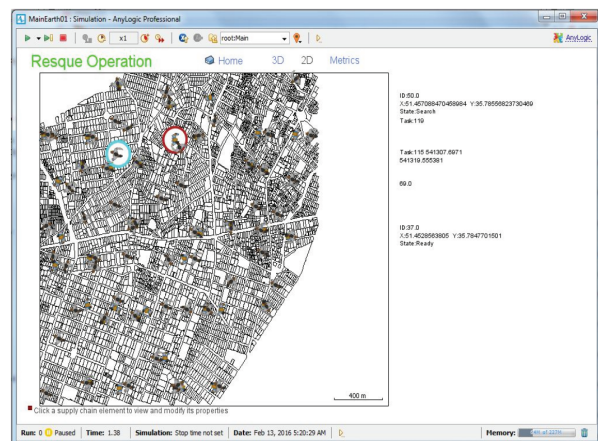 MainEarth01 : Simulation - AnyLogic Professional
x1
root:Main
AnyLogic
Resque Operation
Home 3D 2D Metrics
ID:50.0
X:51.457088470458984 Y:35.78556823730469
State:Search
Task:119
Task:115 541307.6971
541319.555381
69.0
ID:37.0
X:51.4528563805 Y:35.7847701501
State:Ready
400 m
Click a supply chain element to view and modify its properties
Run: 0 Paused Time: 1.38 Simulation: Stop time not set Date: Feb 13, 2016 5:20:29 AM Memory: